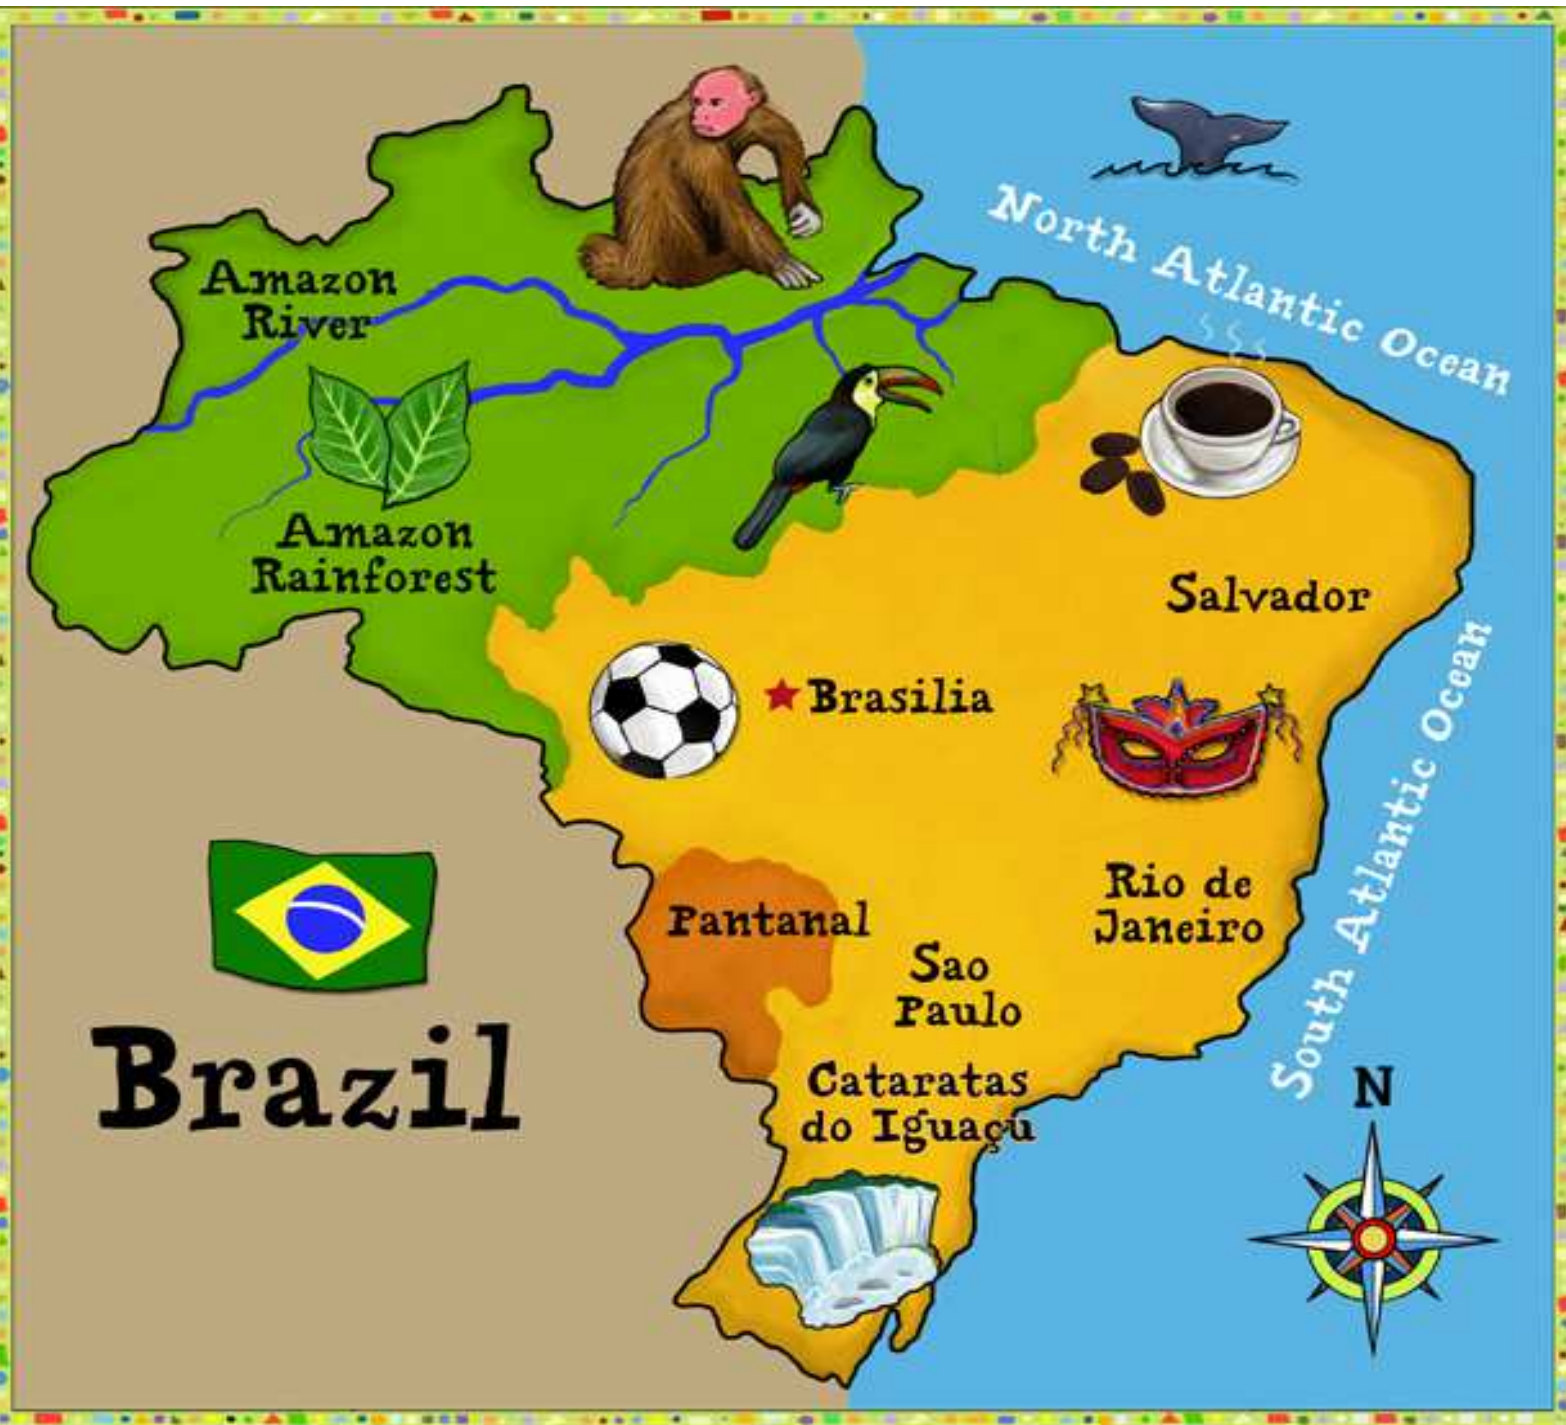 North Atlantic Ocean
Amazon
River
Amazon
Rainforest
Salvador
Brasilia
South Atlantic Ocean
Rio de
Janeiro
Pantanal
Sao
Paulo
Brazil
Cataratas
do Iguaçu
N